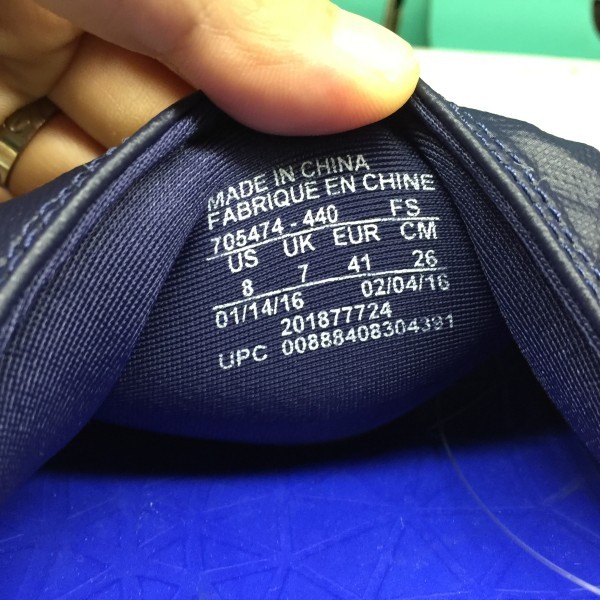 MADE IN CHINA
FABRIQUE EN CHINE
705474 - 440 FS
US UK EUR CM
8 7 41 26
01/14/16 02/04/16
201877724
UPC 00888408304391